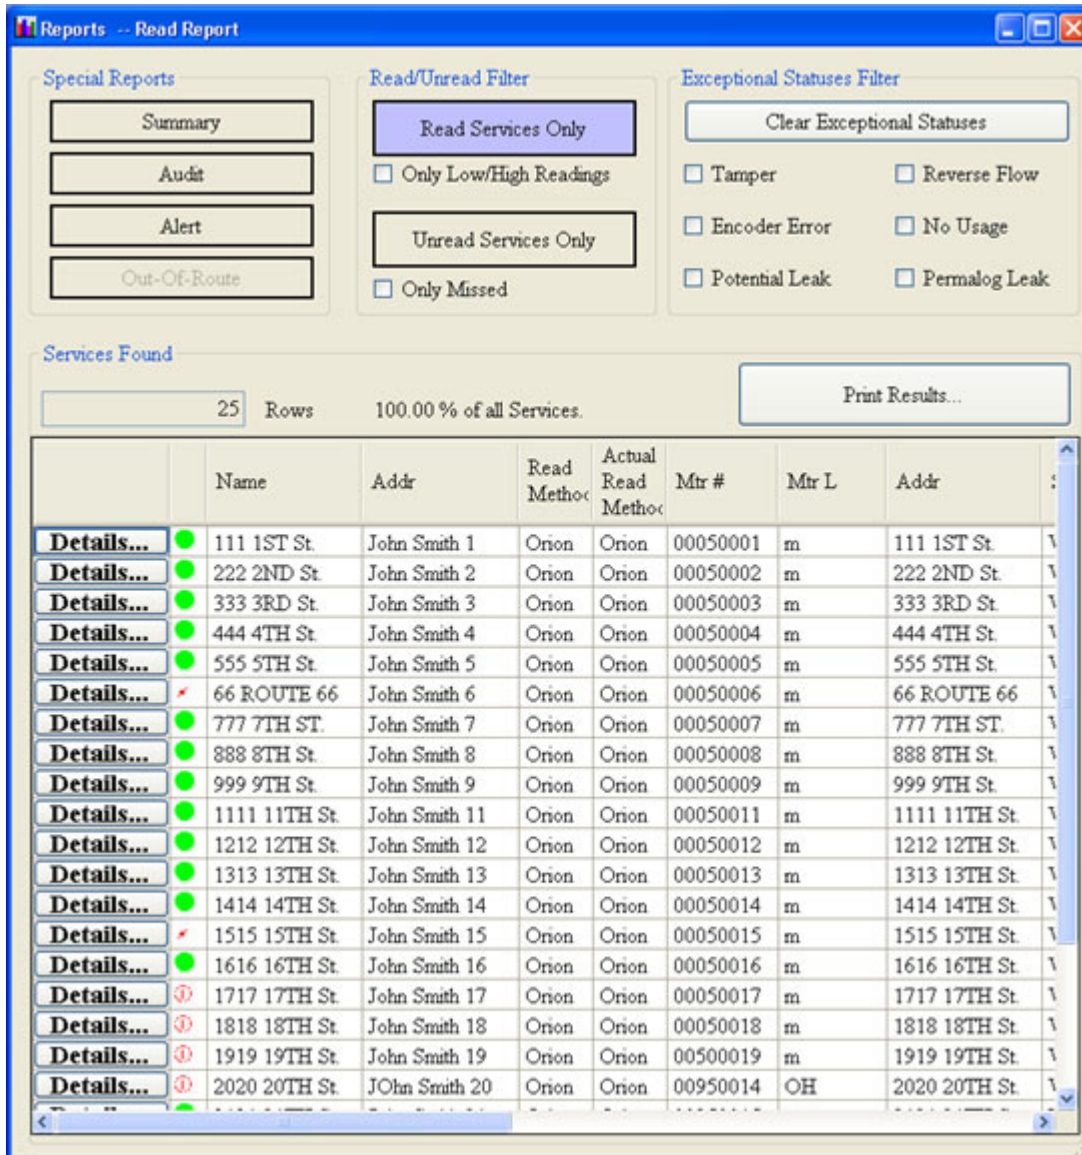 Reports -- Read Report
Special Reports
Summary
Audit
Alert
Out-Of-Route
Read/Unread Filter
Read Services Only
Only Low/High Readings
Unread Services Only
Only Missed
Exceptional Statuses Filter
Clear Exceptional Statuses
Tamper Reverse Flow
Encoder Error No Usage
Potential Leak Permalog Leak
Services Found
25 Rows 100.00 % of all Services.
Print Results...
Name Addr Read Method Actual Read Method Mtr # Mtr L Addr
Details... 111 1ST St. John Smith 1 Orion Orion 00050001 m 111 1ST St.
Details... 222 2ND St. John Smith 2 Orion Orion 00050002 m 222 2ND St.
Details... 333 3RD St. John Smith 3 Orion Orion 00050003 m 333 3RD St.
Details... 444 4TH St. John Smith 4 Orion Orion 00050004 m 444 4TH St.
Details... 555 5TH St. John Smith 5 Orion Orion 00050005 m 555 5TH St.
Details... 66 ROUTE 66 John Smith 6 Orion Orion 00050006 m 66 ROUTE 66
Details... 777 7TH ST. John Smith 7 Orion Orion 00050007 m 777 7TH ST.
Details... 888 8TH St. John Smith 8 Orion Orion 00050008 m 888 8TH St.
Details... 999 9TH St. John Smith 9 Orion Orion 00050009 m 999 9TH St.
Details... 1111 11TH St. John Smith 11 Orion Orion 00050011 m 1111 11TH St.
Details... 1212 12TH St. John Smith 12 Orion Orion 00050012 m 1212 12TH St.
Details... 1313 13TH St. John Smith 13 Orion Orion 00050013 m 1313 13TH St.
Details... 1414 14TH St. John Smith 14 Orion Orion 00050014 m 1414 14TH St.
Details... 1515 15TH St. John Smith 15 Orion Orion 00050015 m 1515 15TH St.
Details... 1616 16TH St. John Smith 16 Orion Orion 00050016 m 1616 16TH St.
Details... 1717 17TH St. John Smith 17 Orion Orion 00050017 m 1717 17TH St.
Details... 1818 18TH St. John Smith 18 Orion Orion 00050018 m 1818 18TH St.
Details... 1919 19TH St. John Smith 19 Orion Orion 00500019 m 1919 19TH St.
Details... 2020 20TH St. JOhn Smith 20 Orion Orion 00950014 OH 2020 20TH St.